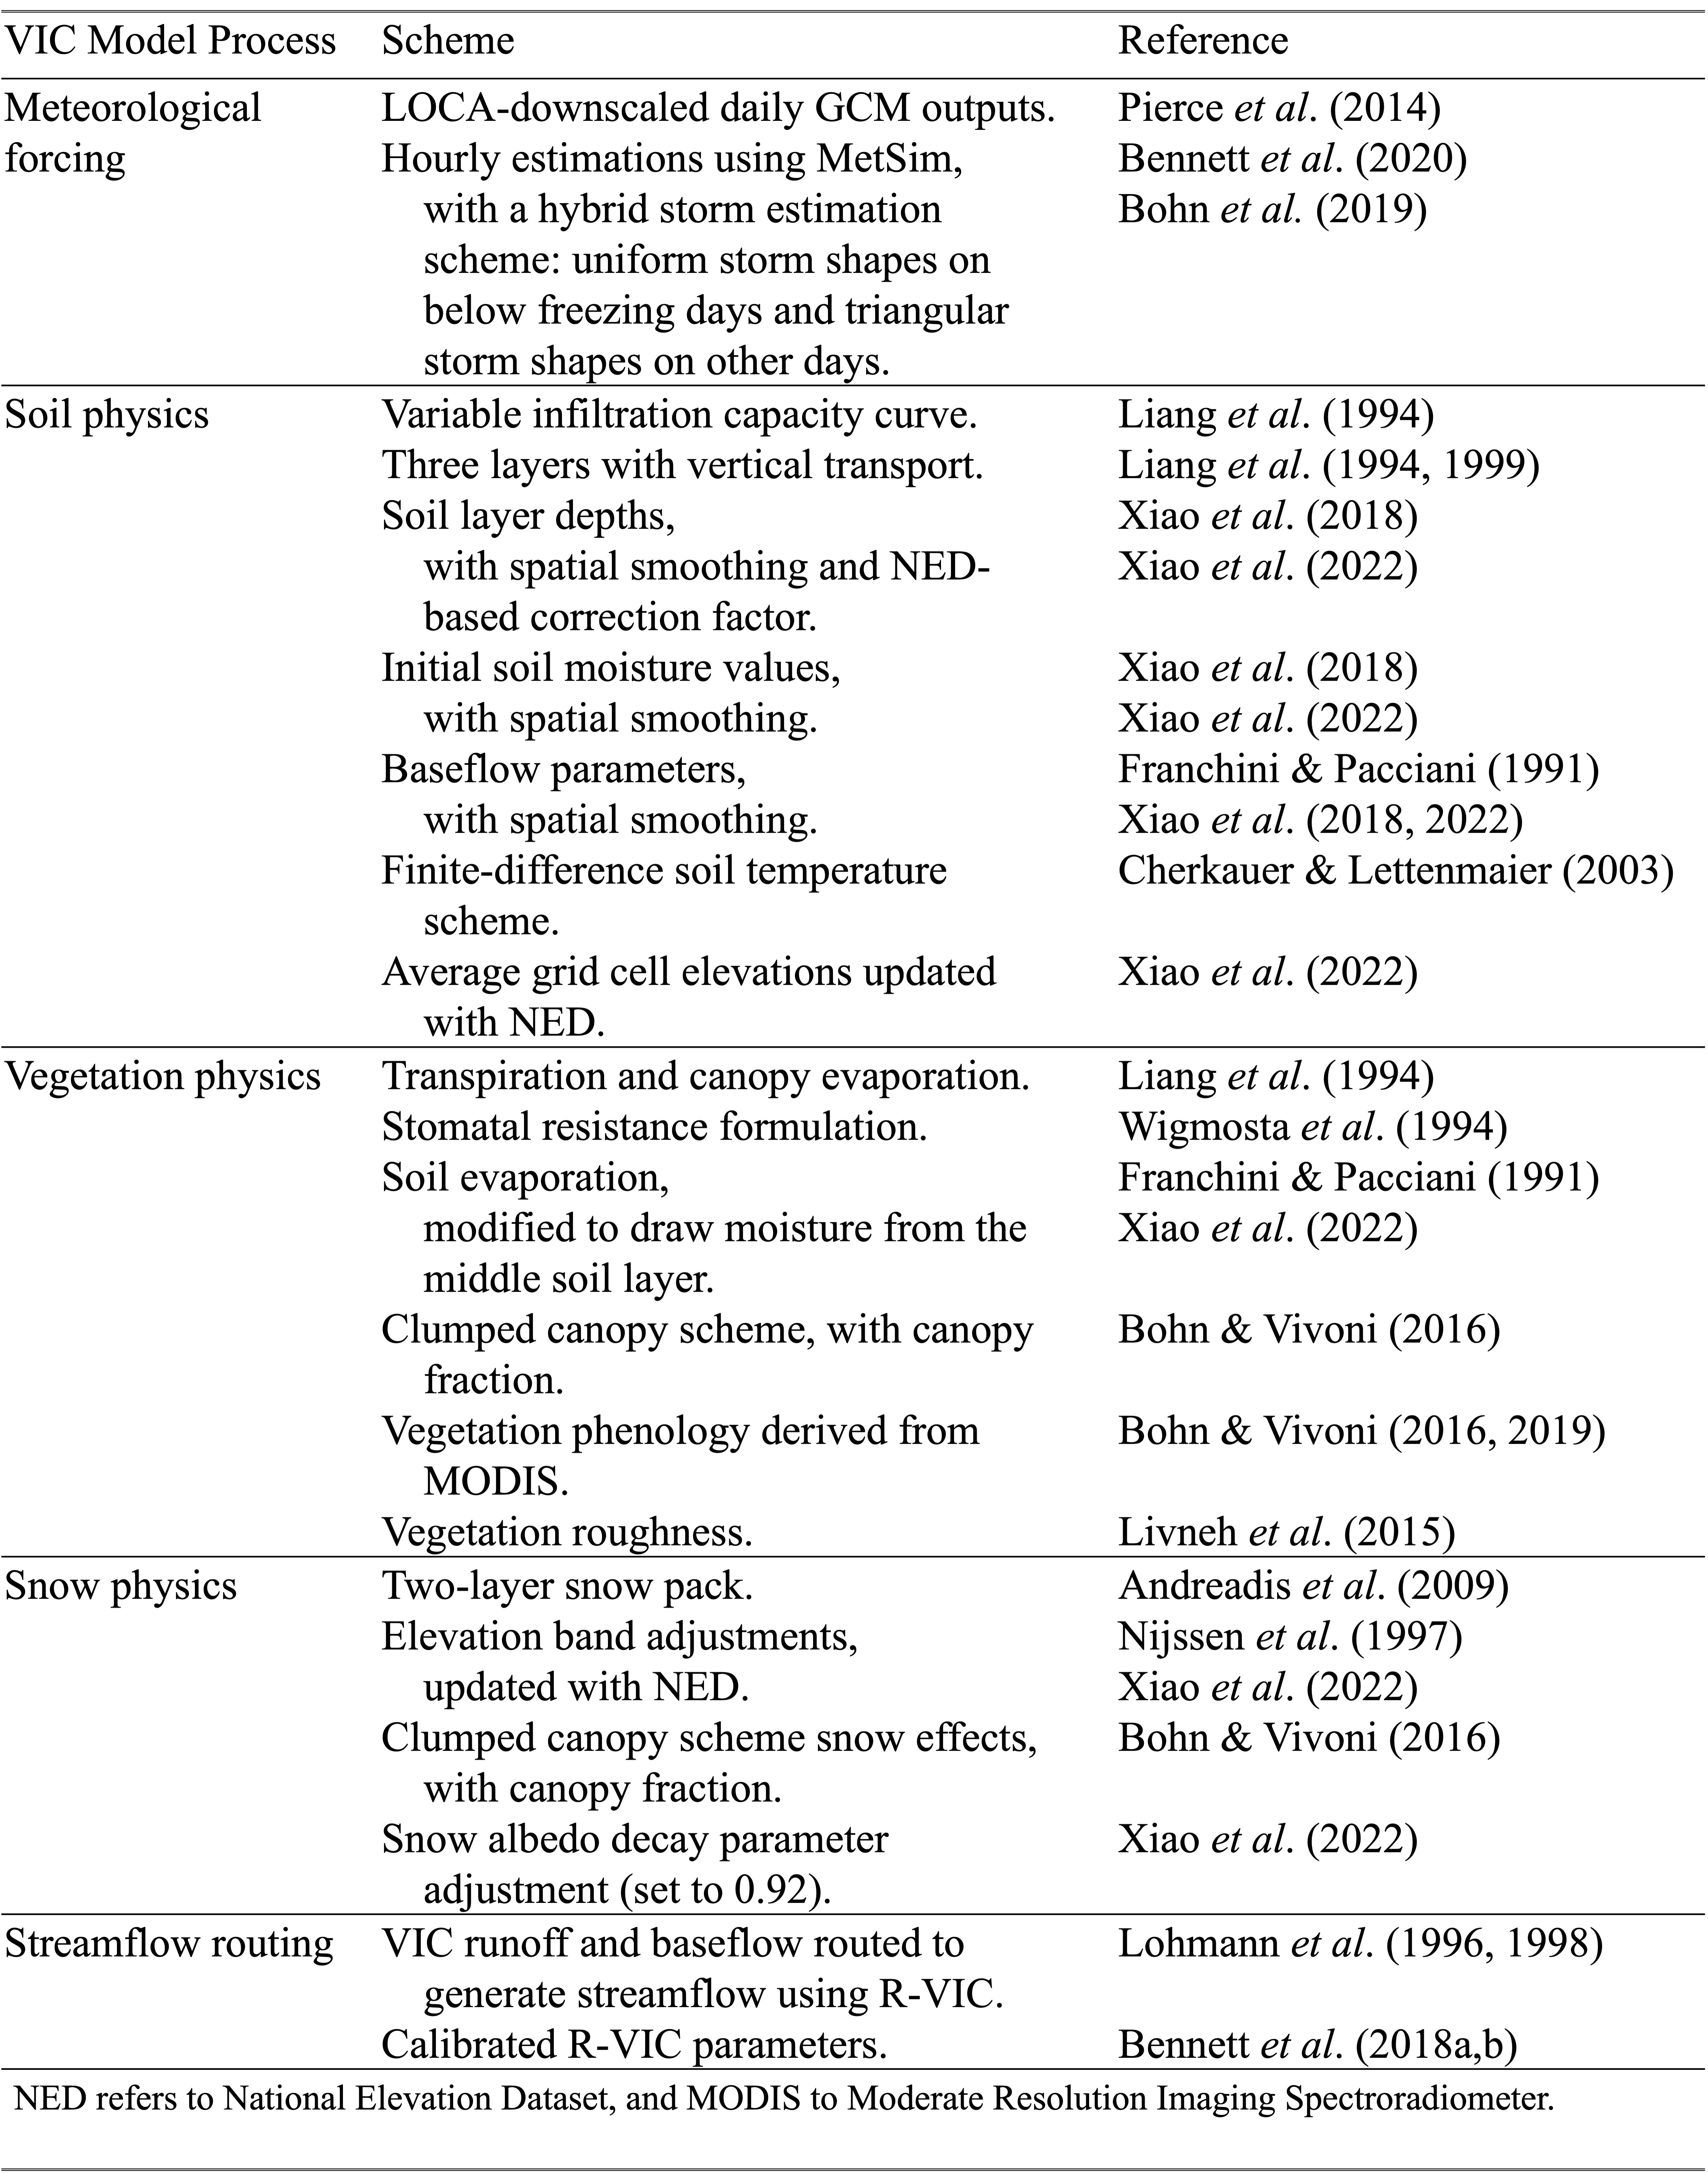 VIC Model Process Scheme Reference
Meteorological LOCA-downscaled daily GCM outputs. Pierce et al. (2014)
forcing Hourly estimations using MetSim, Bennett et al. (2020)
with a hybrid storm estimation Bohn et al. (2019)
scheme: uniform storm shapes on
below freezing days and triangular
storm shapes on other days.
Soil physics Variable infiltration capacity curve. Liang et al. (1994)
Three layers with vertical transport. Liang et al. (1994, 1999)
Soil layer depths, Xiao et al. (2018)
with spatial smoothing and NED- Xiao et al. (2022)
based correction factor.
Initial soil moisture values, Xiao et al. (2018)
with spatial smoothing. Xiao et al. (2022)
Baseflow parameters, Franchini & Pacciani (1991)
with spatial smoothing. Xiao et al. (2018, 2022)
Finite-difference soil temperature Cherkauer & Lettenmaier (2003)
scheme.
Average grid cell elevations updated Xiao et al. (2022)
with NED.
Vegetation physics Transpiration and canopy evaporation. Liang et al. (1994)
Stomatal resistance formulation. Wigmosta et al. (1994)
Soil evaporation, Franchini & Pacciani (1991)
modified to draw moisture from the Xiao et al. (2022)
middle soil layer.
Clumped canopy scheme, with canopy Bohn & Vivoni (2016)
fraction.
Vegetation phenology derived from Bohn & Vivoni (2016, 2019)
MODIS.
Vegetation roughness. Livneh et al. (2015)
Snow physics Two-layer snow pack. Andreadis et al. (2009)
Elevation band adjustments, Nijssen et al. (1997)
updated with NED. Xiao et al. (2022)
Clumped canopy scheme snow effects, Bohn & Vivoni (2016)
with canopy fraction.
Snow albedo decay parameter Xiao et al. (2022)
adjustment (set to 0.92).
Streamflow routing VIC runoff and baseflow routed to Lohmann et al. (1996, 1998)
generate streamflow using R-VIC.
Calibrated R-VIC parameters. Bennett et al. (2018a,b)
NED refers to National Elevation Dataset, and MODIS to Moderate Resolution Imaging Spectroradiometer.